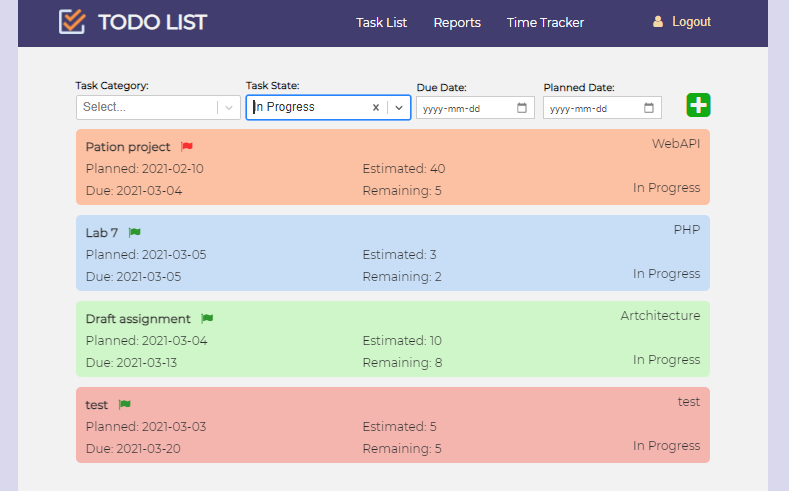 TODO LIST
Task List Reports Time Tracker Logout
Task Category: Task State: Due Date: Planned Date:
Select... In Progress x yyyy-mm-dd yyyy-mm-dd
Pation project WebAPI
Planned: 2021-02-10 Estimated: 40
Due: 2021-03-04 Remaining: 5 In Progress
Lab 7 PHP
Planned: 2021-03-05 Estimated: 3
Due: 2021-03-05 Remaining: 2 In Progress
Draft assignment Artchitecture
Planned: 2021-03-04 Estimated: 10
Due: 2021-03-13 Remaining: 8 In Progress
test test
Planned: 2021-03-03 Estimated: 5
Due: 2021-03-20 Remaining: 5 In Progress